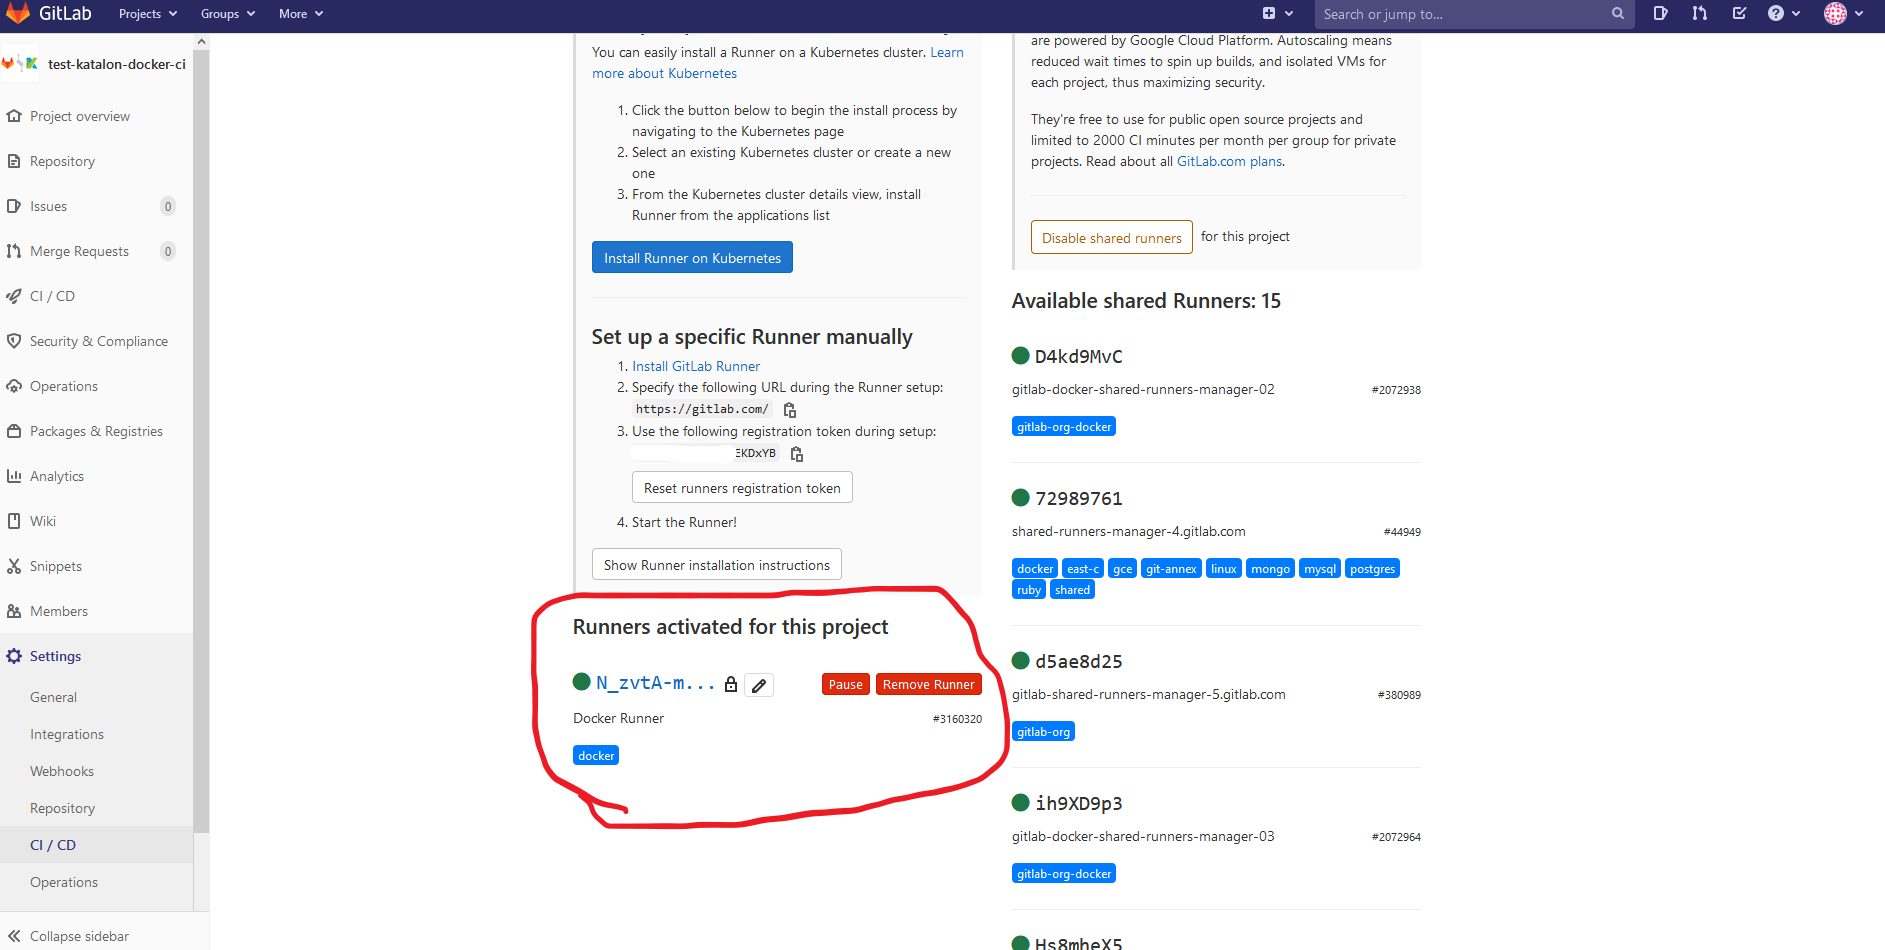 GitLab
Projects
Groups
More
Search or jump to...
test-katalon-docker-ci
Project overview
Repository
Issues
0
Merge Requests
0
CI / CD
Security & Compliance
Operations
Packages & Registries
Analytics
Wiki
Snippets
Members
Settings
General
Integrations
Webhooks
Repository
CI / CD
Operations
Collapse sidebar
You can easily install a Runner on a Kubernetes cluster. Learn
more about Kubernetes
1. Click the button below to begin the install process by
navigating to the Kubernetes page
2. Select an existing Kubernetes cluster or create a new
one
3. From the Kubernetes cluster details view, install
Runner from the applications list
Install Runner on Kubernetes
Set up a specific Runner manually
1. Install GitLab Runner
2. Specify the following URL during the Runner setup:
https://gitlab.com/
3. Use the following registration token during setup:
EKDxYB
Reset runners registration token
4. Start the Runner!
Show Runner installation instructions
Runners activated for this project
N_zvtA-m...
Pause
Remove Runner
Docker Runner
#3160320
docker
are powered by Google Cloud Platform. Autoscaling means
reduced wait times to spin up builds, and isolated VMs for
each project, thus maximizing security.
They're free to use for public open source projects and
limited to 2000 CI minutes per month per group for private
projects. Read about all GitLab.com plans.
Disable shared runners for this project
Available shared Runners: 15
D4kd9MvC
gitlab-docker-shared-runners-manager-02
#2072938
gitlab-org-docker
72989761
shared-runners-manager-4.gitlab.com
#44949
docker east-c gce git-annex linux mongo mysql postgres
ruby shared
d5ae8d25
gitlab-shared-runners-manager-5.gitlab.com
#380989
gitlab-org
ih9XD9p3
gitlab-docker-shared-runners-manager-03
#2072964
gitlab-org-docker
Hs8mheX5